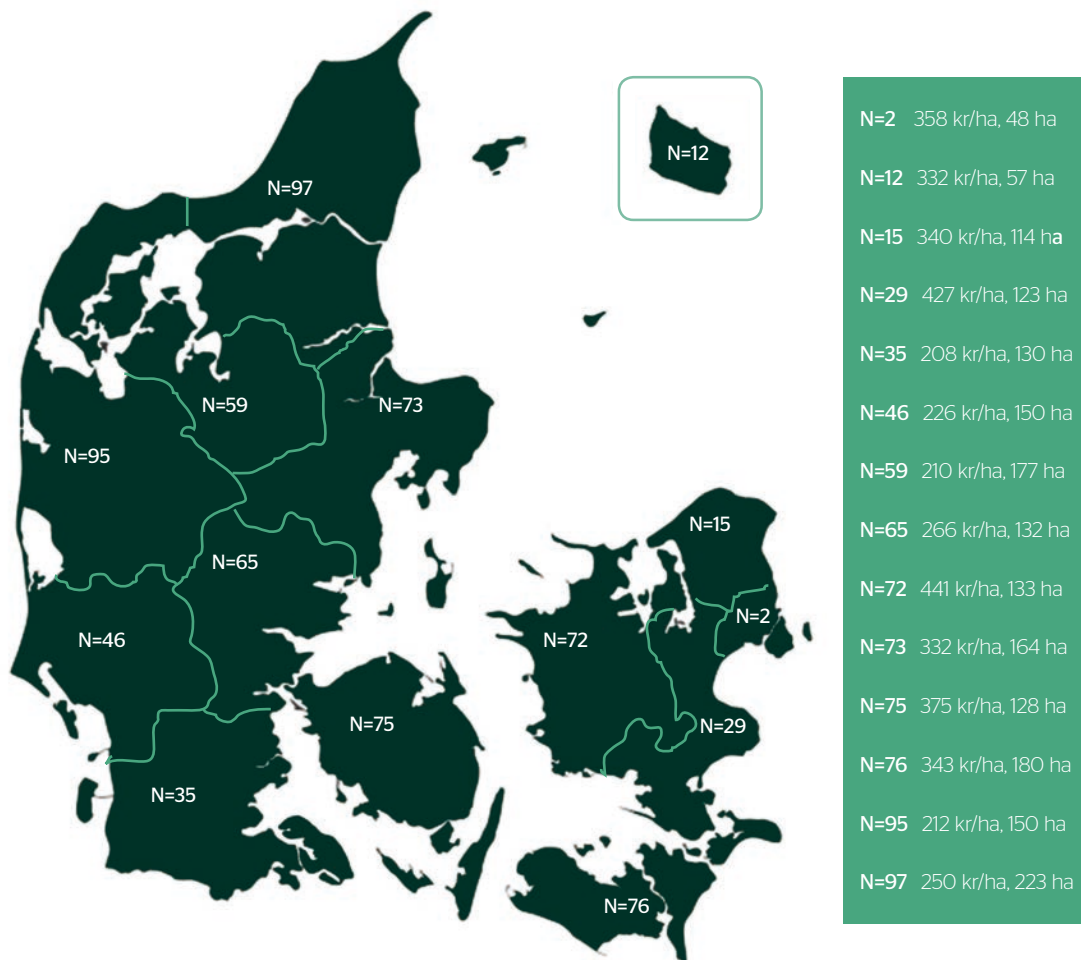 N=12
N=97
N=59
N=73
N=95
N=15
N=65
N=2
N=46
N=72
N=75
N=29
N=35
N=76
N=2 358 kr/ha, 48 ha
N=12 332 kr/ha, 57 ha
N=15 340 kr/ha, 114 ha
N=29 427 kr/ha, 123 ha
N=35 208 kr/ha, 130 ha
N=46 226 kr/ha, 150 ha
N=59 210 kr/ha, 177 ha
N=65 266 kr/ha, 132 ha
N=72 441 kr/ha, 133 ha
N=73 332 kr/ha, 164 ha
N=75 375 kr/ha, 128 ha
N=76 343 kr/ha, 180 ha
N=95 212 kr/ha, 150 ha
N=97 250 kr/ha, 223 ha